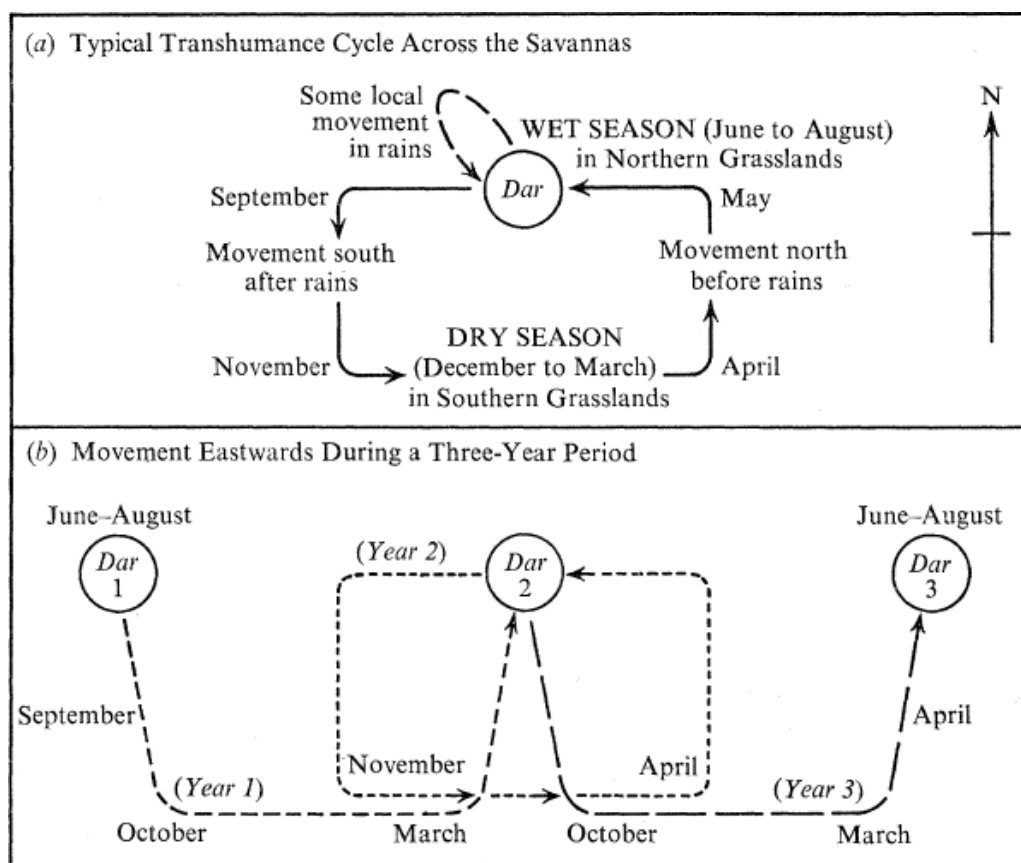 (a) Typical Transhumance Cycle Across the Savannas
N
Some local
movement
in rains
WET SEASON (June to August)
in Northern Grasslands
Dar
September
May
Movement south
after rains
Movement north
before rains
DRY SEASON
(December to March)
in Southern Grasslands
November
April
(b) Movement Eastwards During a Three-Year Period
June–August
June–August
Dar
1
(Year 2)
Dar
2
Dar
3
September
April
November
April
(Year 1)
(Year 3)
October
March
October
March